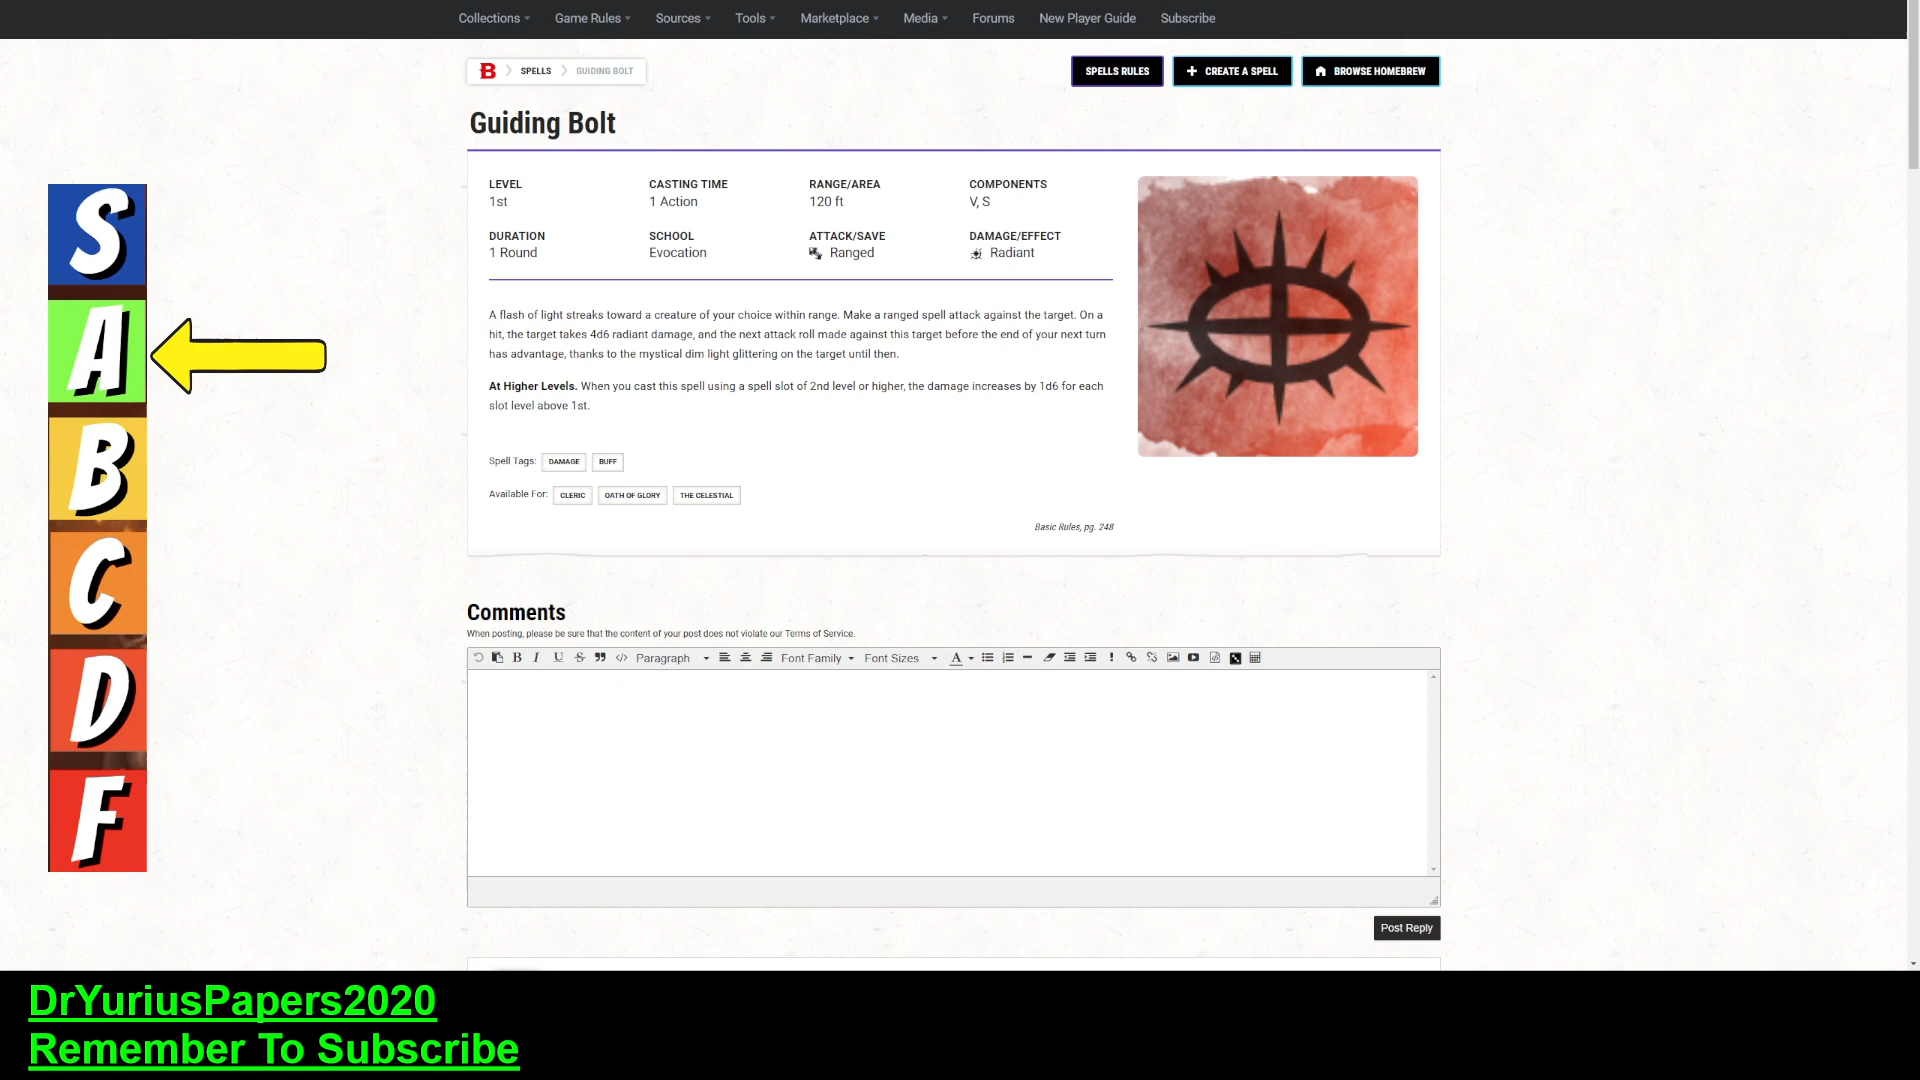 Collections Game Rules Sources Tools Marketplace Media Forums New Player Guide Subscribe
B SPELLS GUIDING BOLT SPELLS RULES CREATE A SPELL BROWSE HOMEBREW
Guiding Bolt
LEVEL CASTING TIME RANGE/AREA COMPONENTS
1st 1 Action 120 ft V, S
DURATION SCHOOL ATTACK/SAVE DAMAGE/EFFECT
1 Round Evocation Ranged Radiant
A flash of light streaks toward a creature of your choice within range. Make a ranged spell attack against the target. On a
hit, the target takes 4d6 radiant damage, and the next attack roll made against this target before the end of your next turn
has advantage, thanks to the mystical dim light glittering on the target until then.
At Higher Levels. When you cast this spell using a spell slot of 2nd level or higher, the damage increases by 1d6 for each
slot level above 1st.
Spell Tags: DAMAGE BUFF
Available For: CLERIC OATH OF GLORY THE CELESTIAL
Basic Rules, pg. 248
S
A
B
C
D
F
Comments
When posting, please be sure that the content of your post does not violate our Terms of Service.
B I U S Paragraph Font Family Font Sizes A
Post Reply
DrYuriusPapers2020
Remember To Subscribe